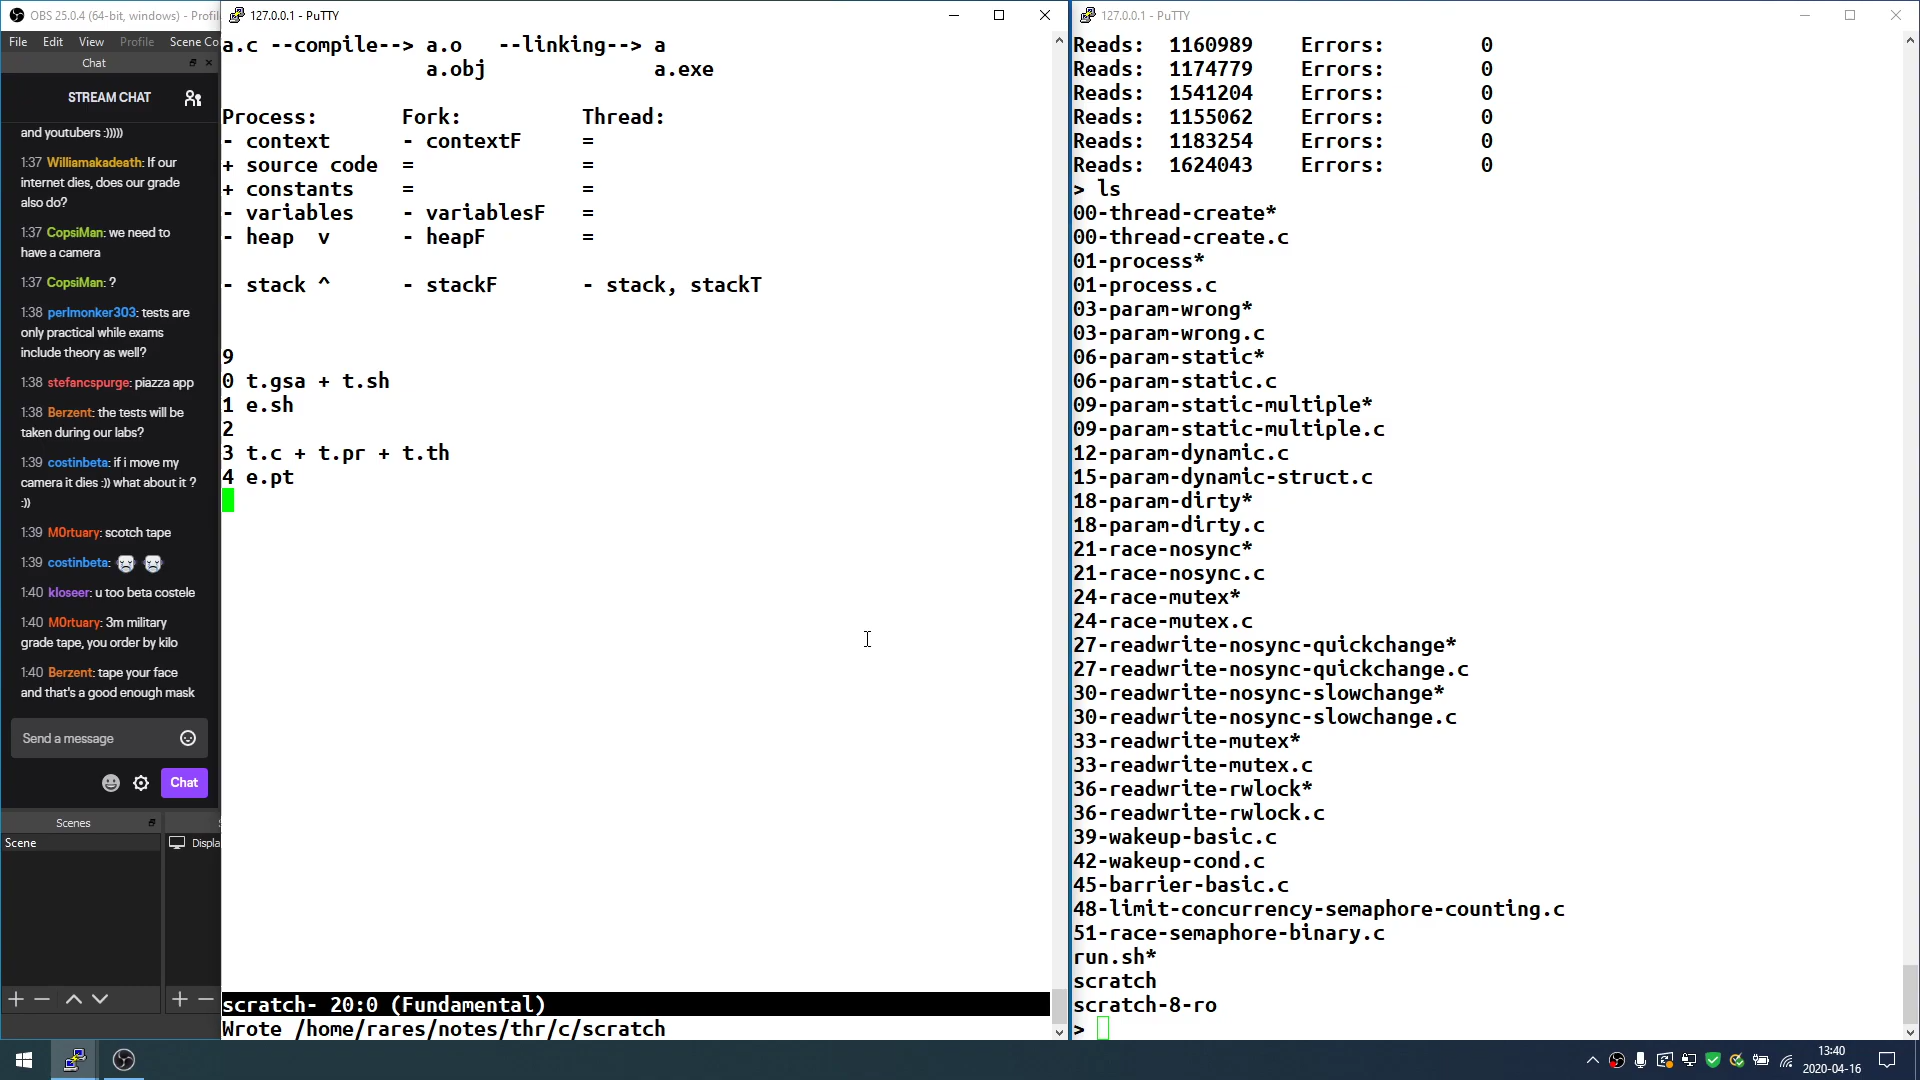 OBS 25.0.4 (64-bit, windows) - Profil
File Edit View Profile Scene Co
Chat
STREAM CHAT
and youtubers :)))))
1:37 Williamakadeath: If our
internet dies, does our grade
also do?
1:37 CopsiMan: we need to
have a camera
1:37 CopsiMan: ?
1:38 perlmonker303: tests are
only practical while exams
include theory as well?
1:38 stefancspurge: piazza app
1:38 Berzent: the tests will be
taken during our labs?
1:39 costinbeta: if i move my
camera it dies :)) what about it ?
:))
1:39 M0rtuary: scotch tape
1:39 costinbeta:
1:40 kloseer: u too beta costele
1:40 M0rtuary: 3m military
grade tape, you order by kilo
1:40 Berzent: tape your face
and that's a good enough mask
Send a message
Chat
Scenes
Scene
Displa
127.0.0.1 - PuTTY
a.c --compile--> a.o --linking--> a
a.obj a.exe
Process: Fork: Thread:
- context - contextF =
+ source code = =
+ constants = =
- variables - variablesF =
- heap v - heapF =
- stack ^ - stackF - stack, stackT
9
0 t.gsa + t.sh
1 e.sh
2
3 t.c + t.pr + t.th
4 e.pt
scratch- 20:0 (Fundamental)
Wrote /home/rares/notes/thr/c/scratch
127.0.0.1 - PuTTY
Reads: 1160989 Errors: 0
Reads: 1174779 Errors: 0
Reads: 1541204 Errors: 0
Reads: 1155062 Errors: 0
Reads: 1183254 Errors: 0
Reads: 1624043 Errors: 0
> ls
00-thread-create*
00-thread-create.c
01-process*
01-process.c
03-param-wrong*
03-param-wrong.c
06-param-static*
06-param-static.c
09-param-static-multiple*
09-param-static-multiple.c
12-param-dynamic.c
15-param-dynamic-struct.c
18-param-dirty*
18-param-dirty.c
21-race-nosync*
21-race-nosync.c
24-race-mutex*
24-race-mutex.c
27-readwrite-nosync-quickchange*
27-readwrite-nosync-quickchange.c
30-readwrite-nosync-slowchange*
30-readwrite-nosync-slowchange.c
33-readwrite-mutex*
33-readwrite-mutex.c
36-readwrite-rwlock*
36-readwrite-rwlock.c
39-wakeup-basic.c
42-wakeup-cond.c
45-barrier-basic.c
48-limit-concurrency-semaphore-counting.c
51-race-semaphore-binary.c
run.sh*
scratch
scratch-8-ro
>
13:40
2020-04-16